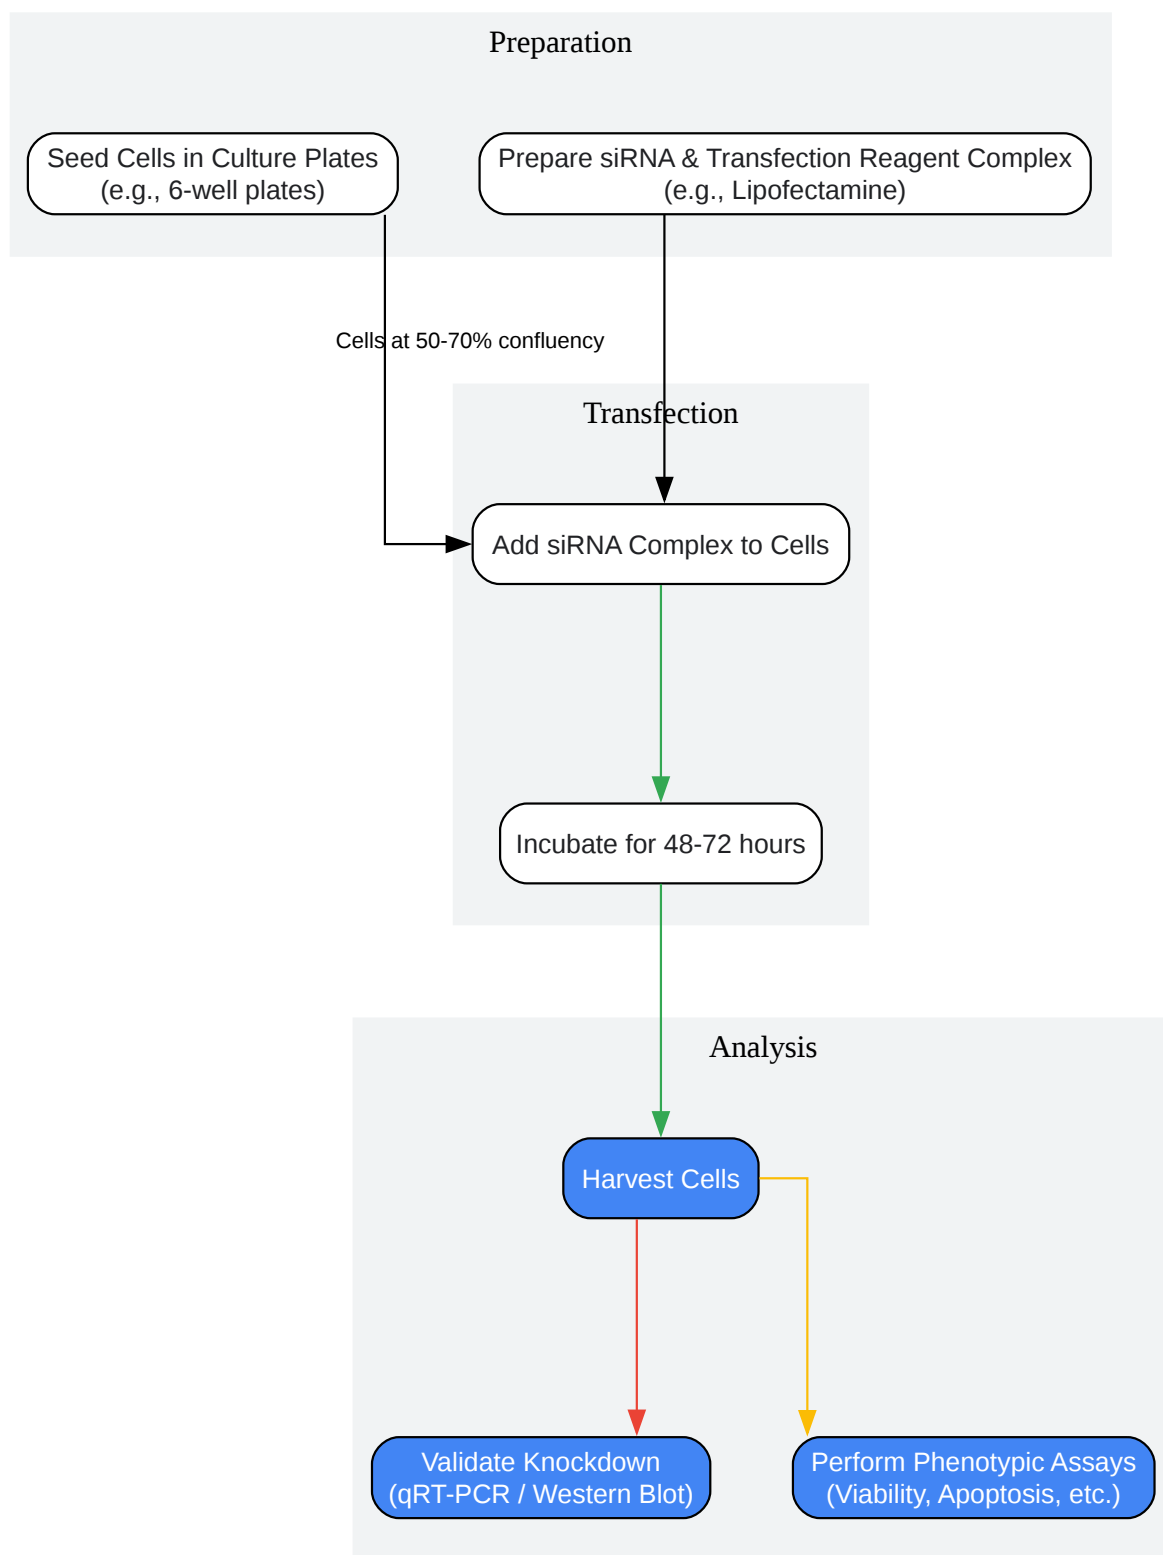 Preparation
Seed Cells in Culture Plates
(e.g., 6-well plates)
Prepare siRNA & Transfection Reagent Complex
(e.g., Lipofectamine)
Cells at 50-70% confluency
Transfection
Add siRNA Complex to Cells
Incubate for 48-72 hours
Analysis
Harvest Cells
Validate Knockdown
(qRT-PCR / Western Blot)
Perform Phenotypic Assays
(Viability, Apoptosis, etc.)